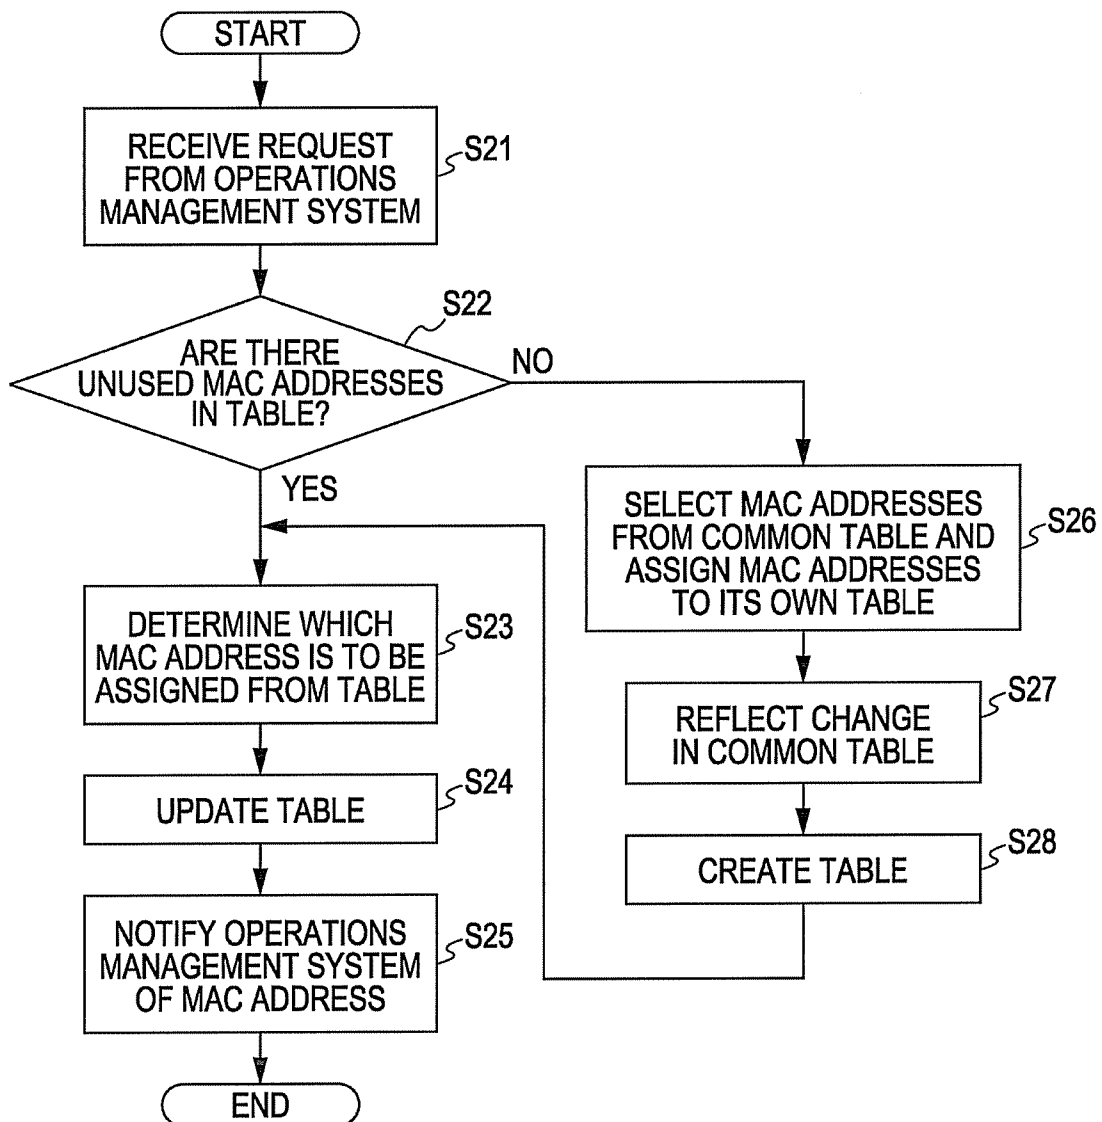 START
RECEIVE REQUEST
FROM OPERATIONS
MANAGEMENT SYSTEM
S21
S22
ARE THERE
UNUSED MAC ADDRESSES
IN TABLE?
NO
YES
DETERMINE WHICH
MAC ADDRESS IS TO BE
ASSIGNED FROM TABLE
S23
UPDATE TABLE
S24
NOTIFY OPERATIONS
MANAGEMENT SYSTEM
OF MAC ADDRESS
S25
END
SELECT MAC ADDRESSES
FROM COMMON TABLE AND
ASSIGN MAC ADDRESSES
TO ITS OWN TABLE
S26
REFLECT CHANGE
IN COMMON TABLE
S27
CREATE TABLE
S28